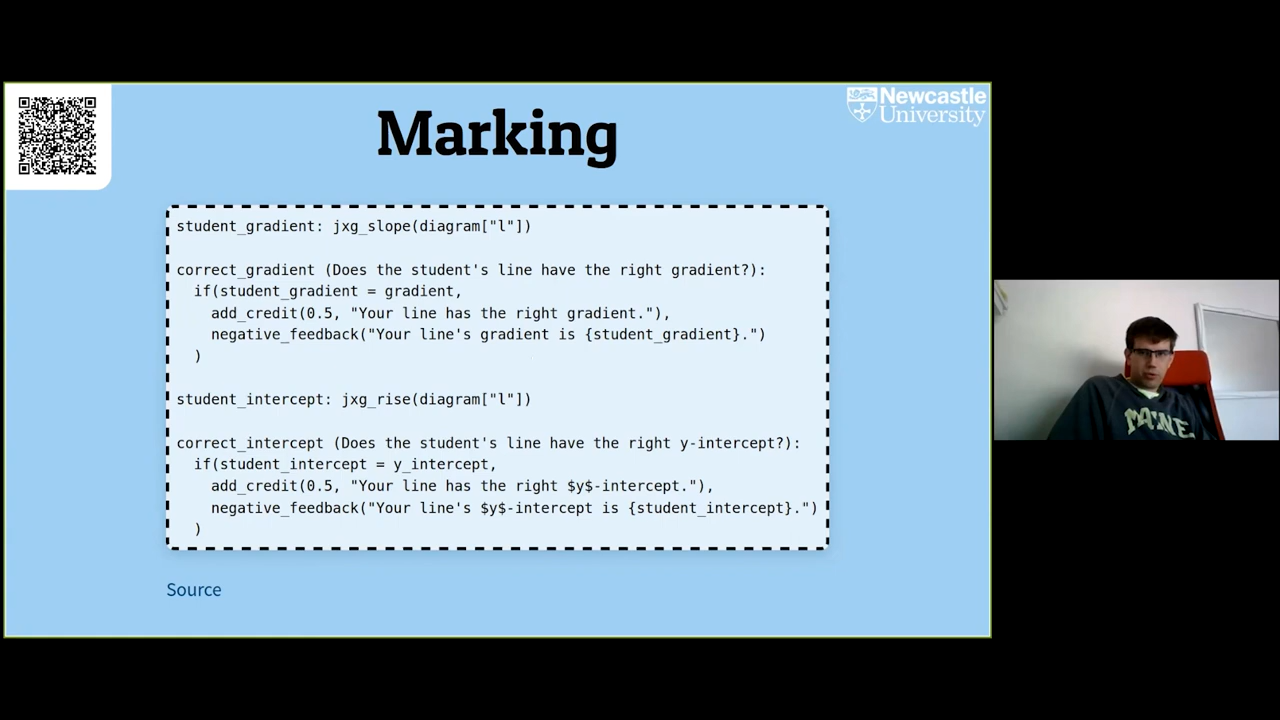 Newcastle
University
Marking
student_gradient: jxg_slope(diagram["l"])
correct_gradient (Does the student's line have the right gradient?):
  if(student_gradient = gradient,
    add_credit(0.5, "Your line has the right gradient."),
    negative_feedback("Your line's gradient is {student_gradient}.")
  )
student_intercept: jxg_rise(diagram["l"])
correct_intercept (Does the student's line have the right y-intercept?):
  if(student_intercept = y_intercept,
    add_credit(0.5, "Your line has the right $y$-intercept."),
    negative_feedback("Your line's $y$-intercept is {student_intercept}.")
  )
Source
MAINE